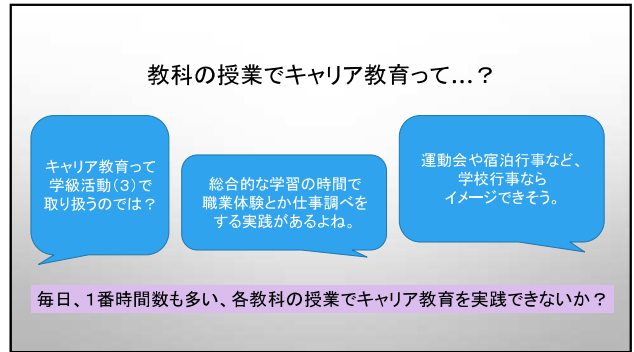 教科の授業でキャリア教育って…？
キャリア教育って
学級活動（３）で
取り扱うのでは？
総合的な学習の時間で
職業体験とか仕事調べを
する実践があるよね。
運動会や宿泊行事など、
学校行事なら
イメージできそう。
毎日、１番時間数も多い、各教科の授業でキャリア教育を実践できないか？